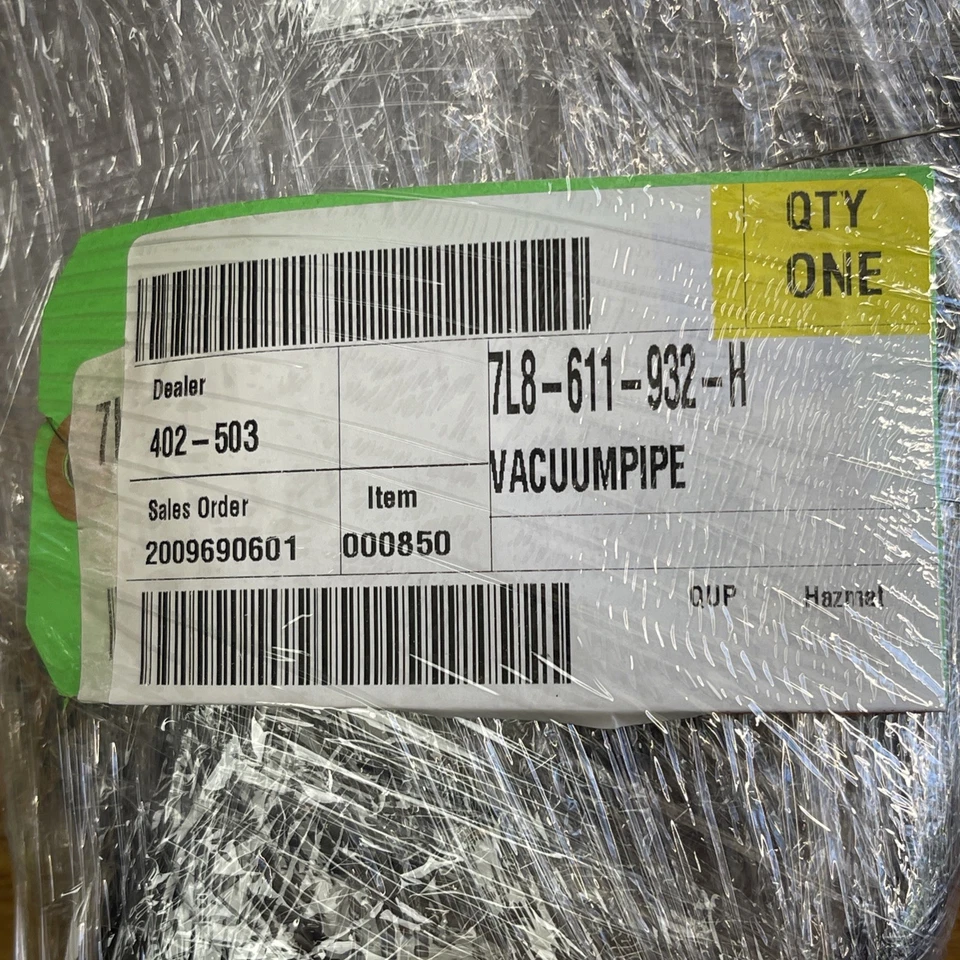 QTY
ONE
7L8-611-932-H
VACUUMPIPE
Dealer
402-503
Sales Order
2009690601
Item
000850
QUP Hazmat